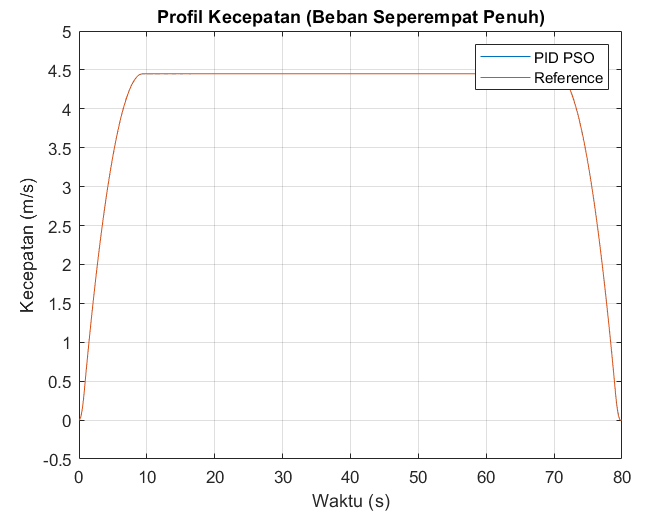 Profil Kecepatan (Beban Seperempat Penuh)
PID PSO
Reference
5
4.5
4
3.5
3
2.5
2
1.5
1
0.5
0
-0.5
Kecepatan (m/s)
0 10 20 30 40 50 60 70 80
Waktu (s)